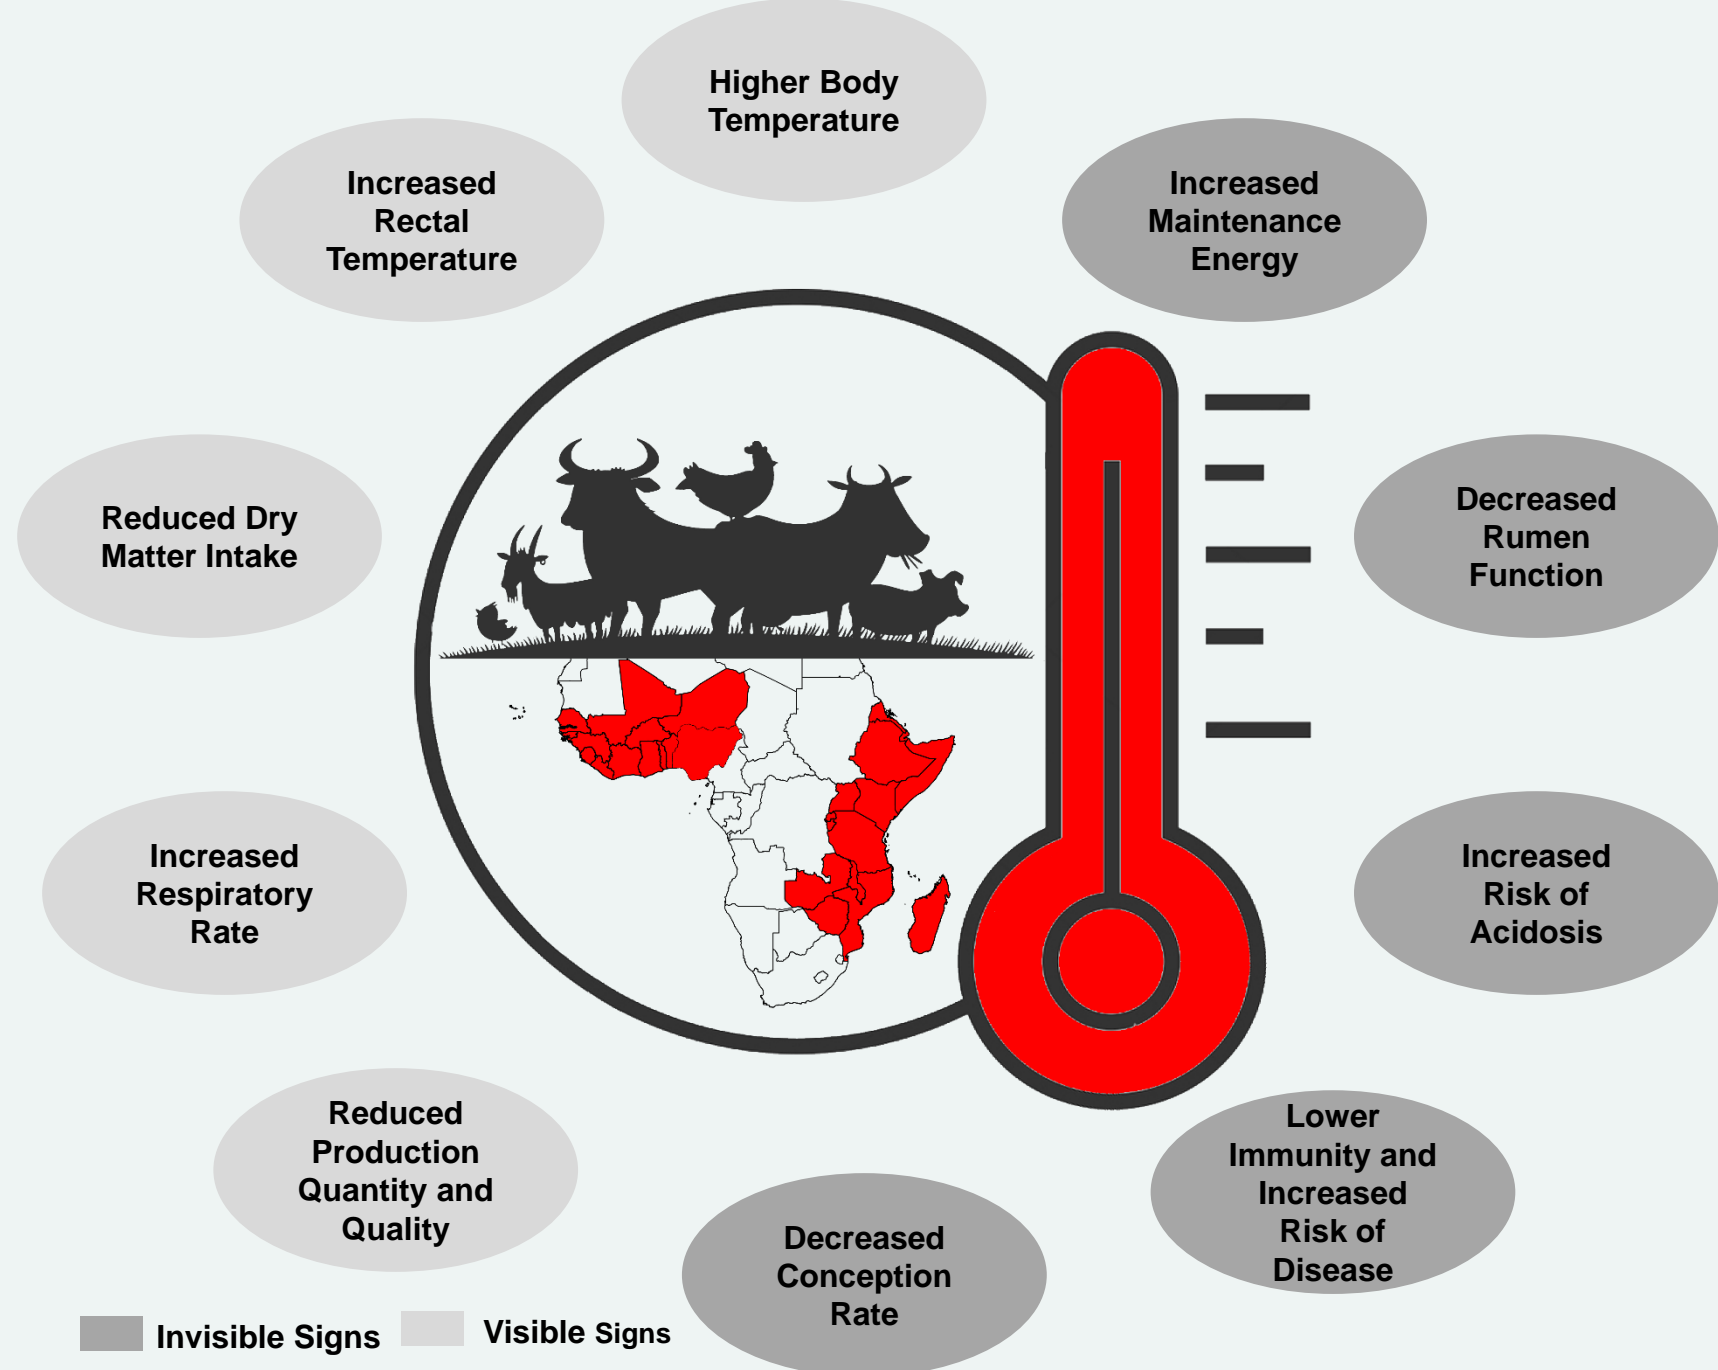 Higher Body
Temperature
Increased
Rectal
Temperature
Increased
Maintenance
Energy
Reduced Dry
Matter Intake
Decreased
Rumen
Function
Increased
Respiratory
Rate
Increased
Risk of
Acidosis
Reduced
Production
Quantity and
Quality
Decreased
Conception
Rate
Lower
Immunity and
Increased
Risk of
Disease
Invisible Signs
Visible Signs